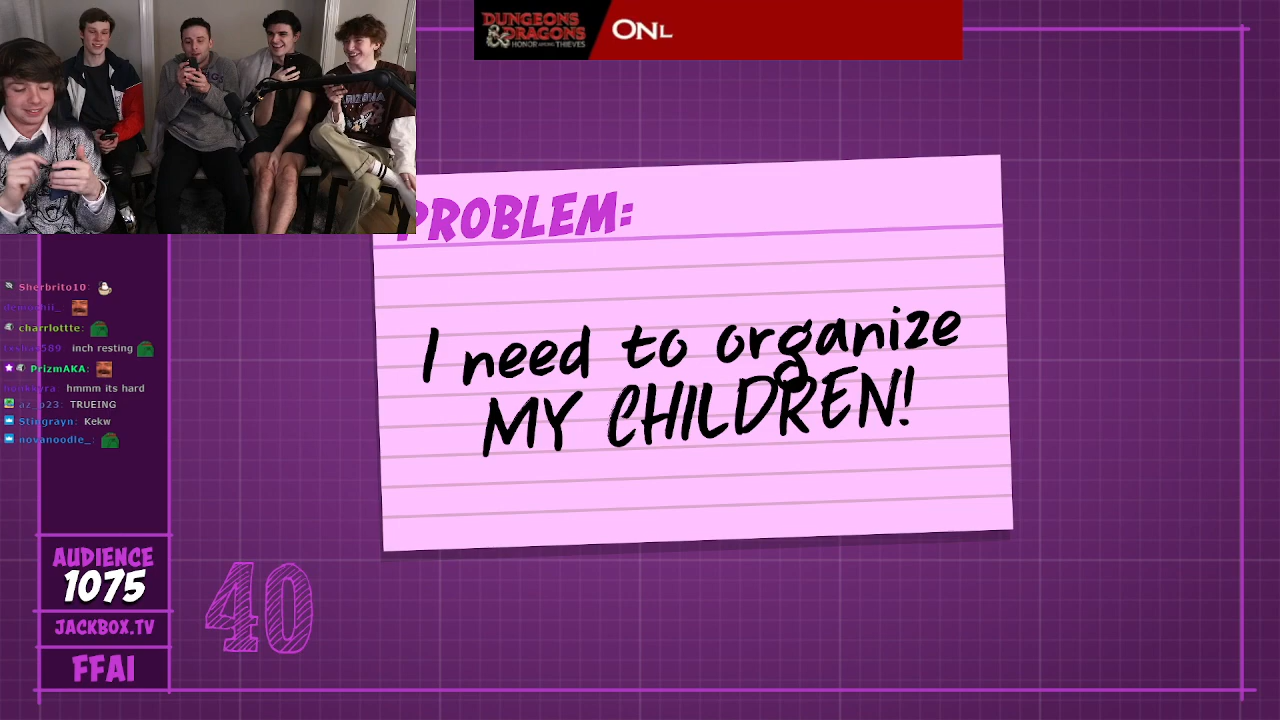 DUNGEONS
& DRAGONS
HONOR AMONG THIEVES
ONL
PROBLEM:
I need to organize
MY CHILDREN!
Sherbrito10:
charrlottte:
inch resting
PrizmAKA:
hmmm its hard
TRUEING
Stingrayn: Kekw
novanoodle_:
AUDIENCE
1075
JACKBOX.TV
FFAI
40